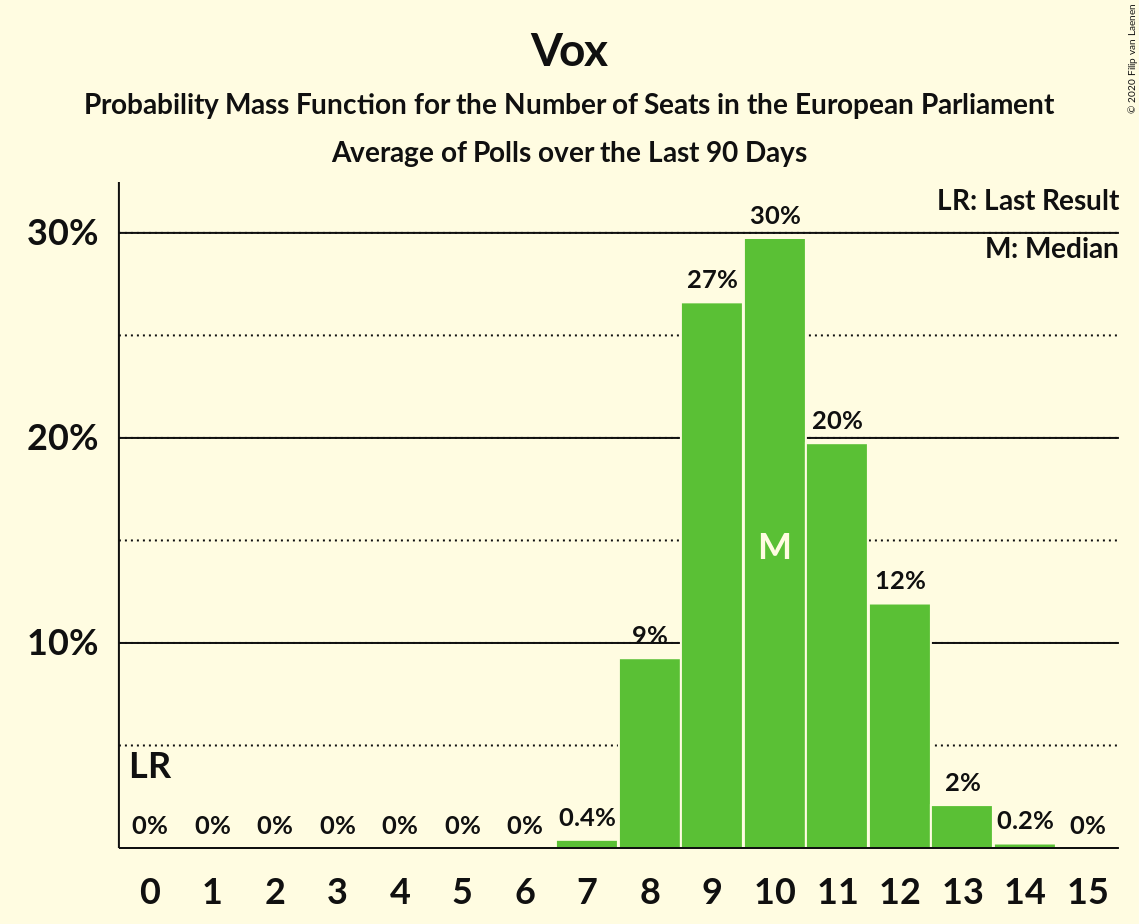 Vox
Probability Mass Function for the Number of Seats in the European Parliament
Average of Polls over the Last 90 Days
© 2020 Filip van Laenen
LR: Last Result
M: Median
30%
20%
10%
30%
27%
20%
12%
9%
2%
0.4%
0.2%
M
LR
0% 0% 0% 0% 0% 0% 0% 0%
0 1 2 3 4 5 6 7 8 9 10 11 12 13 14 15